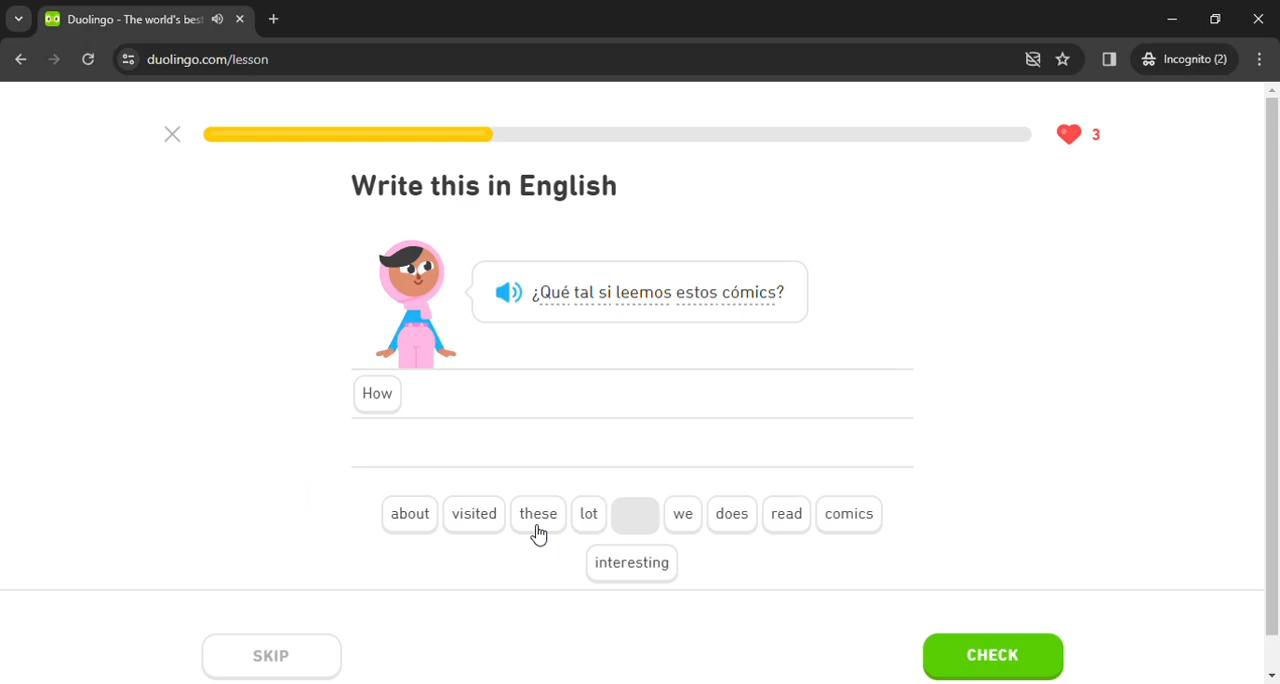 Duolingo - The world's bes
duolingo.com/lesson
Incognito (2)
3
Write this in English
¿Qué tal si leemos estos cómics?
How
about visited these lot we does read comics
interesting
SKIP
CHECK